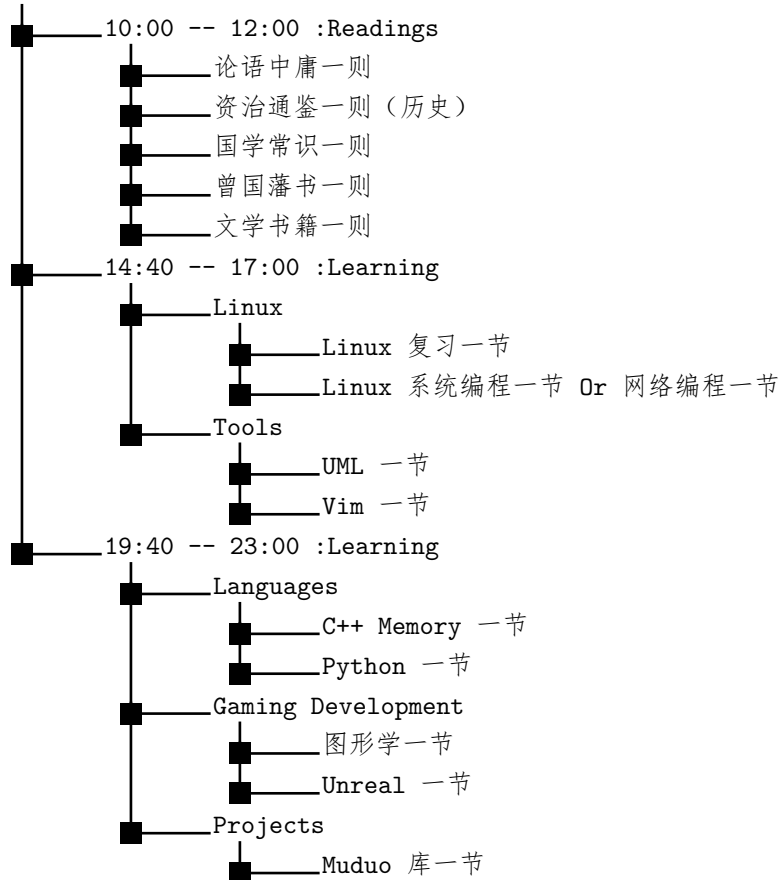 10:00 -- 12:00 :Readings
论语中庸一则
资治通鉴一则（历史）
国学常识一则
曾国藩书一则
文学书籍一则
14:40 -- 17:00 :Learning
Linux
Linux 复习一节
Linux 系统编程一节 Or 网络编程一节
Tools
UML 一节
Vim 一节
19:40 -- 23:00 :Learning
Languages
C++ Memory 一节
Python 一节
Gaming Development
图形学一节
Unreal 一节
Projects
Muduo 库一节